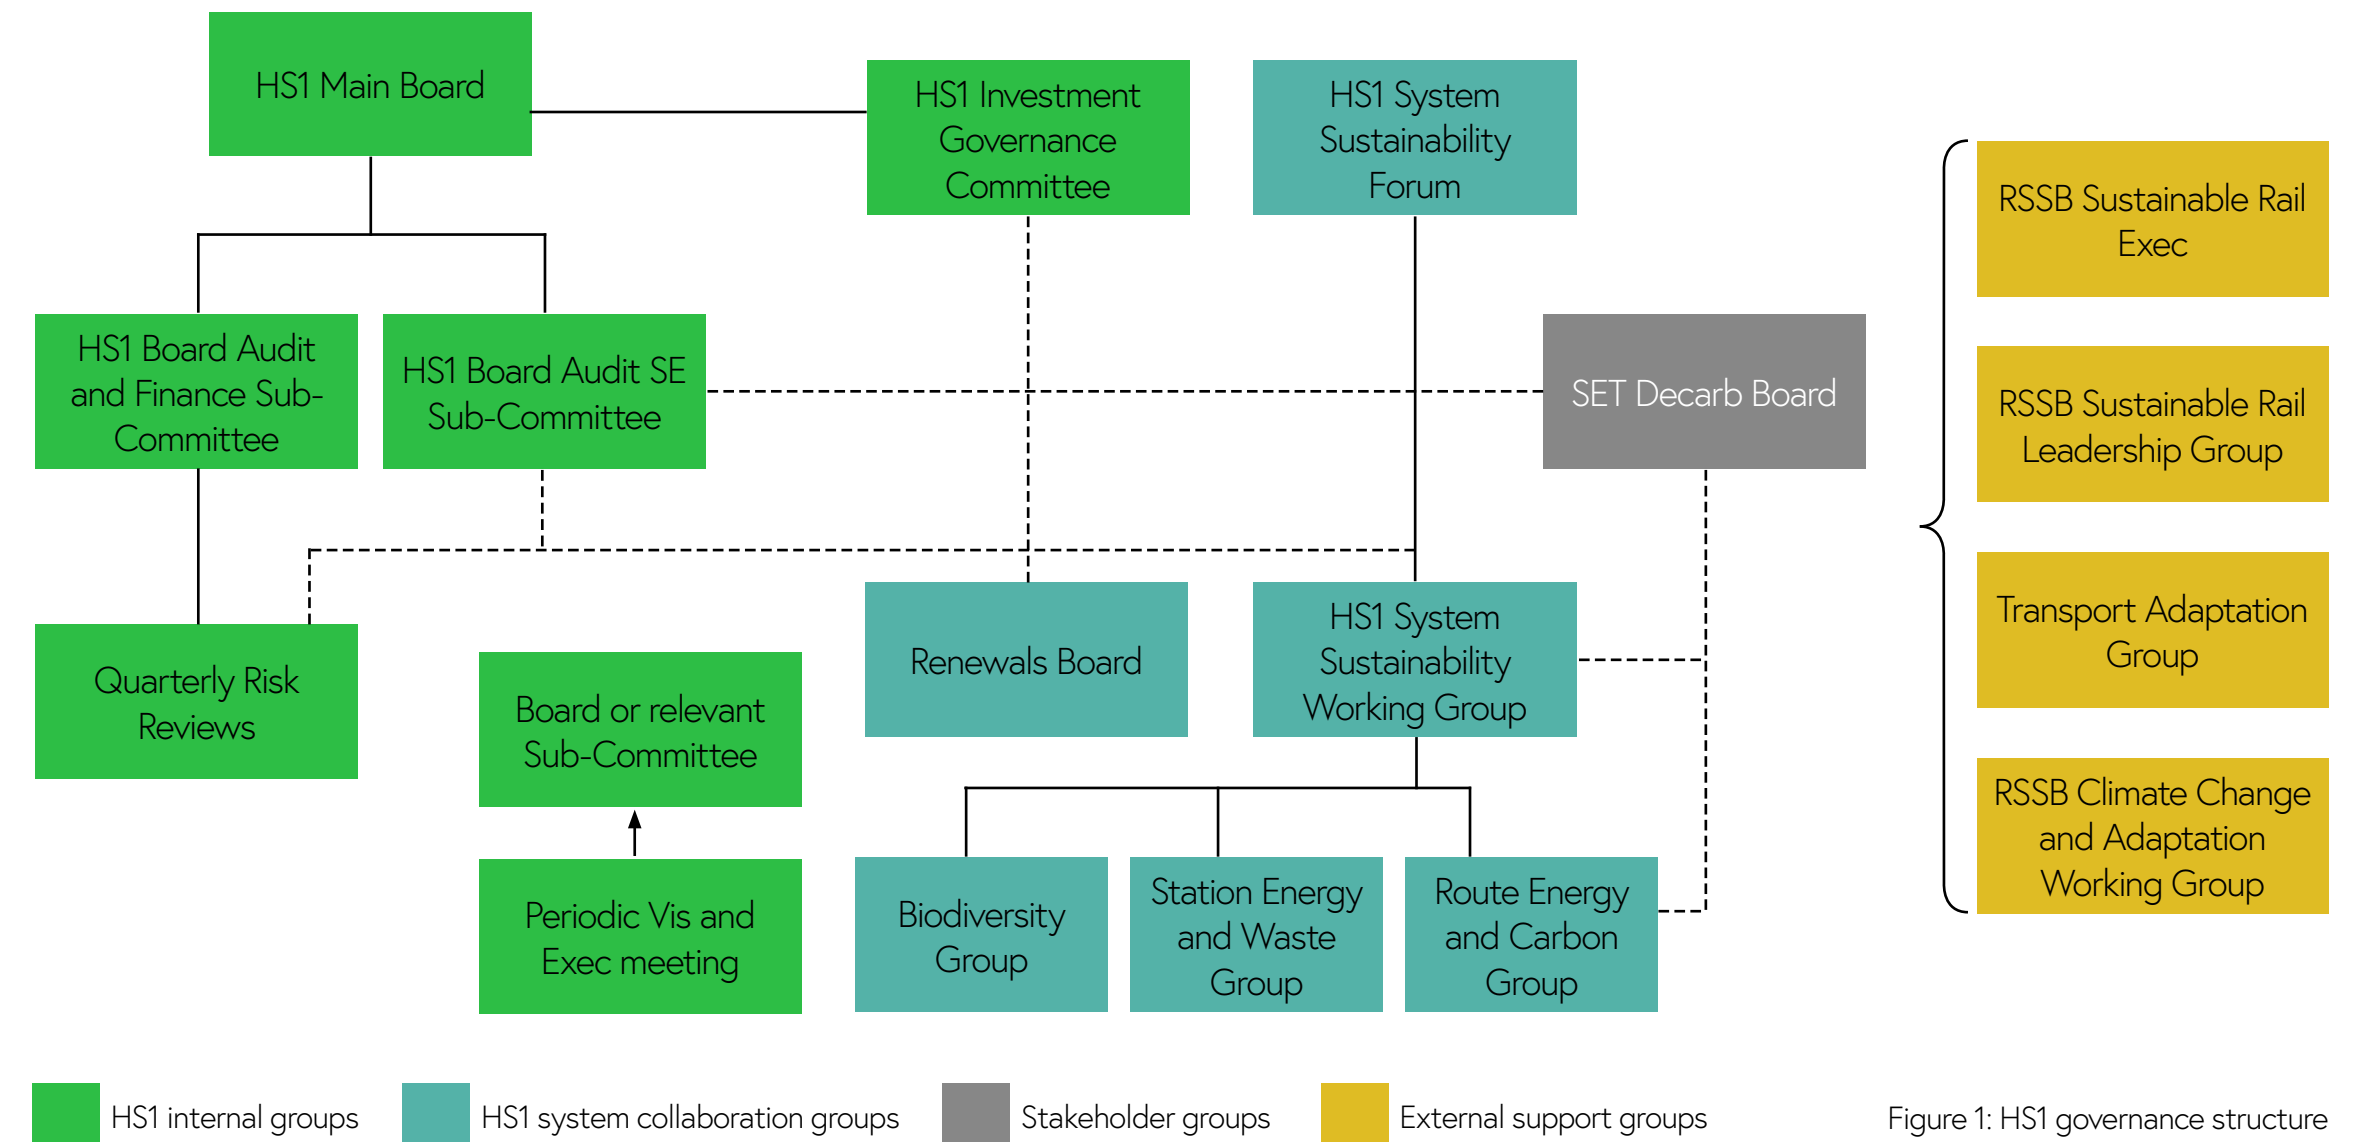 HS1 Main Board
HS1 Investment
Governance
Committee
HS1 System
Sustainability
Forum
RSSB Sustainable Rail
Exec
HS1 Board Audit
and Finance Sub-
Committee
HS1 Board Audit SE
Sub-Committee
SET Decarb Board
RSSB Sustainable Rail
Leadership Group
Quarterly Risk
Reviews
Board or relevant
Sub-Committee
Renewals Board
HS1 System
Sustainability
Working Group
Transport Adaptation
Group
Periodic Vis and
Exec meeting
Biodiversity
Group
Station Energy
and Waste
Group
Route Energy
and Carbon
Group
RSSB Climate Change
and Adaptation
Working Group
HS1 internal groups
HS1 system collaboration groups
Stakeholder groups
External support groups
Figure 1: HS1 governance structure